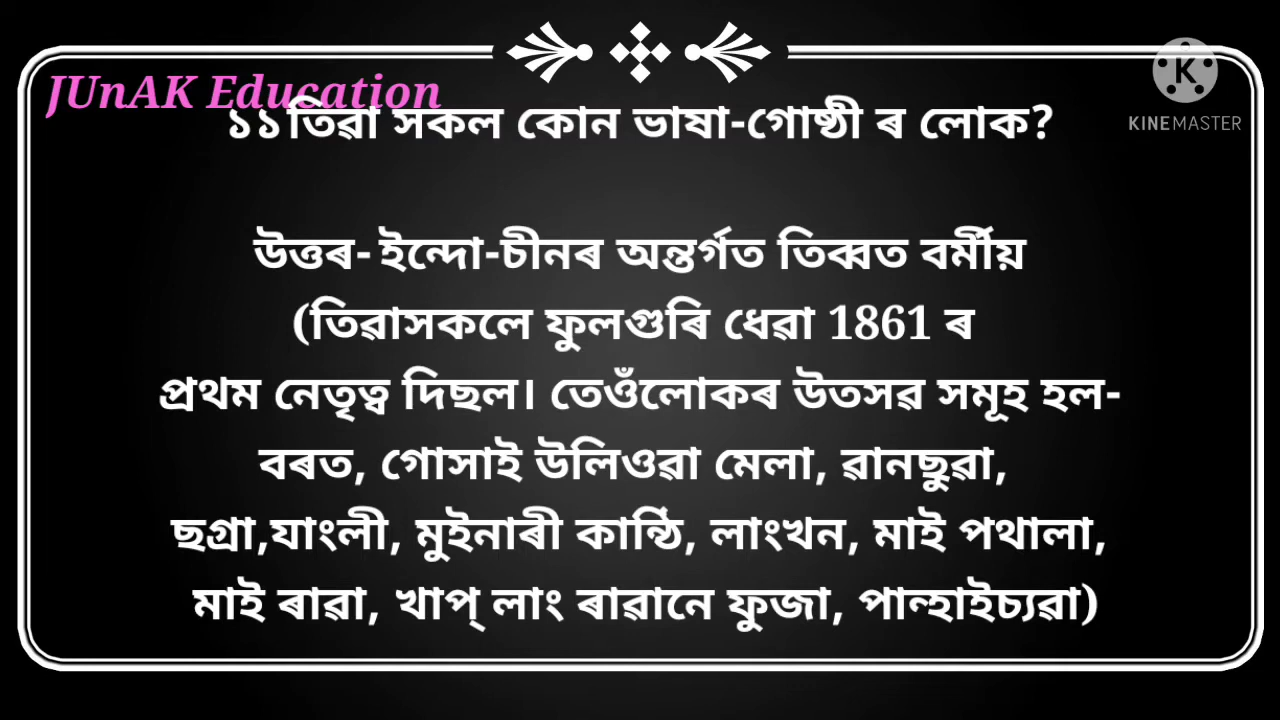 JUnAK Education
KINEMASTER
১১তিৱা সকল কোন ভাষা-গোষ্ঠী ৰ লোক?
উত্তৰ- ইন্দো-চীনৰ অন্তৰ্গত তিব্বত বৰ্মীয়
(তিৱাসকলে ফুলগুৰি ধেৱা 1861 ৰ
প্ৰথম নেতৃত্ব দিছল। তেওঁলোকৰ উতসৱ সমূহ হল-
বৰত, গোসাই উলিওৱা মেলা, ৱানছুৱা,
ছগ্ৰা,যাংলী, মুইনাৰী কান্ঠি, লাংখন, মাই পথালা,
মাই ৰাৱা, খাপ্ লাং ৰাৱানে ফুজা, পান্হাইচ্যৱা)